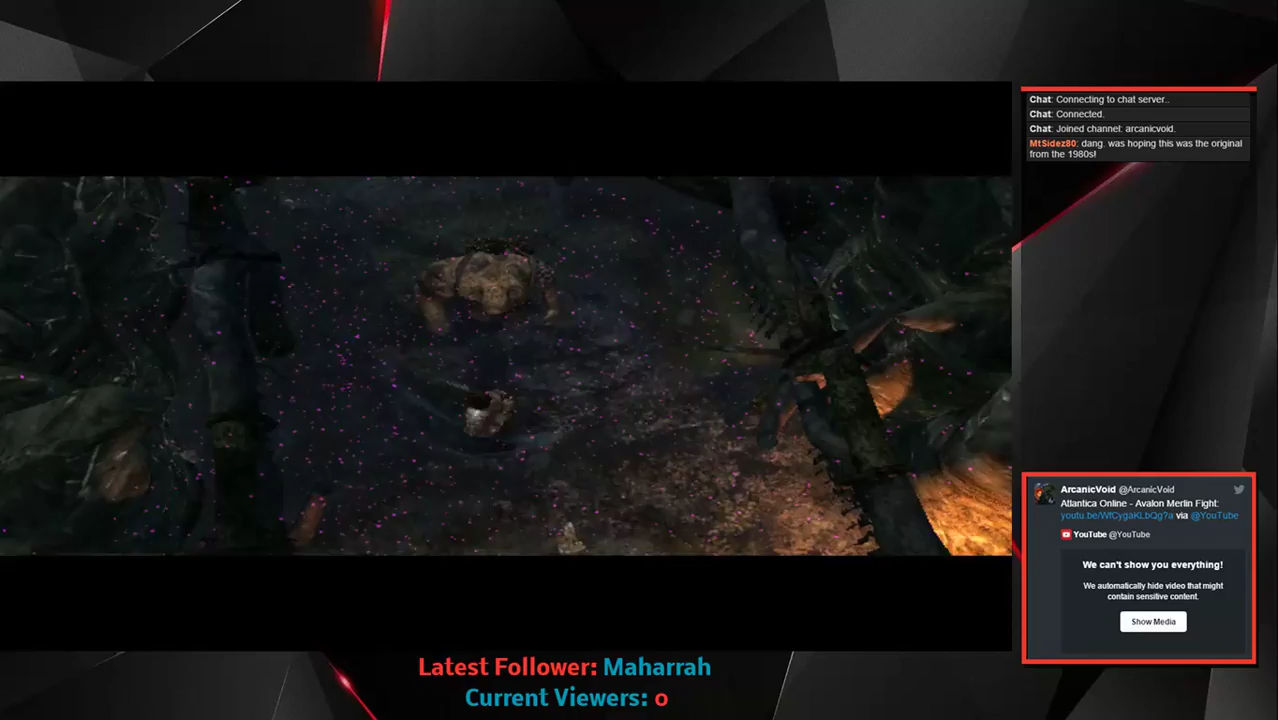 Chat: Connecting to chat server..
Chat: Connected.
Chat: Joined channel: arcanicvoid.
MtSidez80: dang. was hoping this was the original
from the 1980s!
ArcanicVoid @ArcanicVoid
Atlantica Online - Avalon Merlin Fight:
youtu.be/WfCygaKLbQg?a via @YouTube
YouTube @YouTube
We can't show you everything!
We automatically hide video that might
contain sensitive content.
Show Media
Latest Follower: Maharrah
Current Viewers: 0